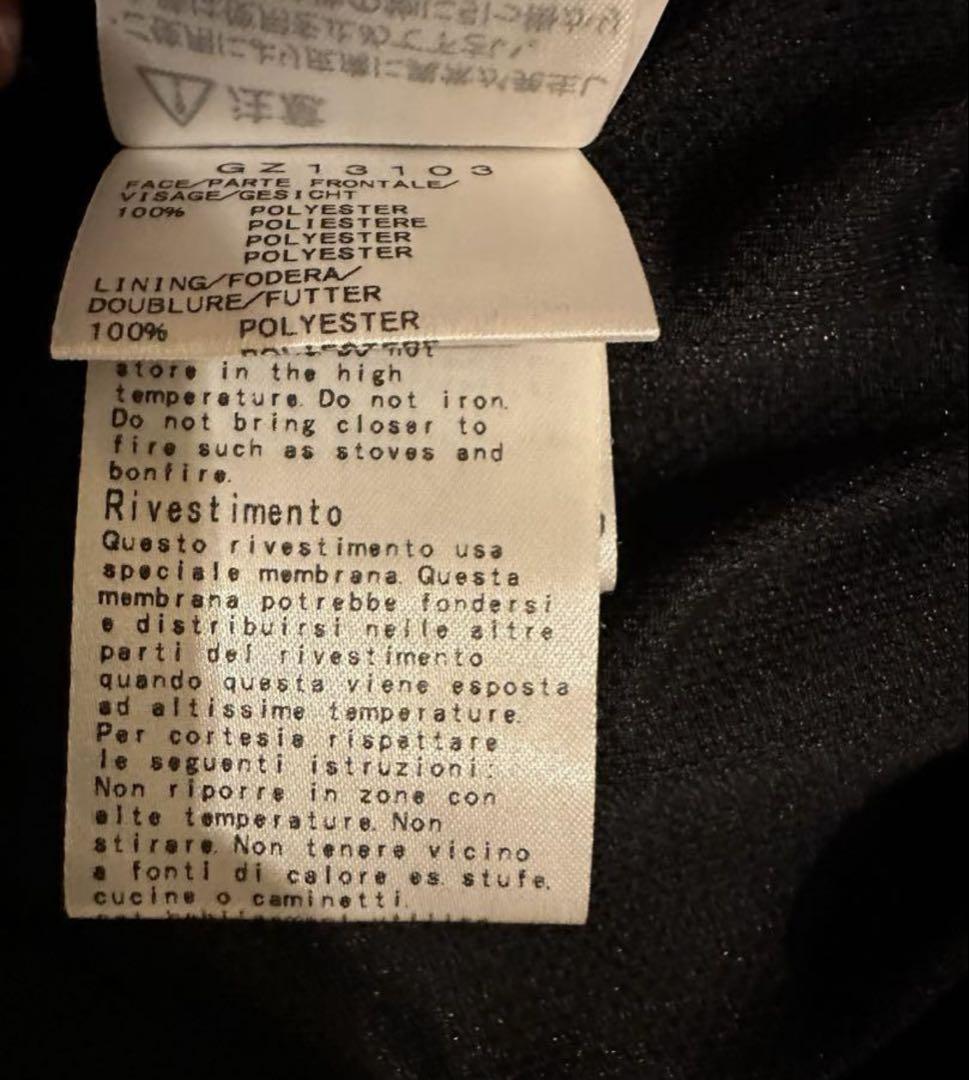 注意
GZ13103
FACE/PARTE FRONTALE/
VISAGE/GESICHT
100% POLYESTER
POLIESTERE
POLYESTER
POLYESTER
LINING/FODERA/
DOUBLURE/FUTTER
100% POLYESTER
store in the high
temperature. Do not iron.
Do not bring closer to
fire such as stoves and
bonfire.
Rivestimento
Questo rivestimento usa
speciale membrana. Questa
membrana potrebbe fondersi
e distribuirsi nelle altre
parti del rivestimento
quando questa viene esposta
ad altissime temperature.
Per cortesia rispettare
le seguenti istruzioni:
Non riporre in zone con
alte temperature. Non
stirare. Non tenere vicino
a fonti di calore es. stufe,
cucine o caminetti.